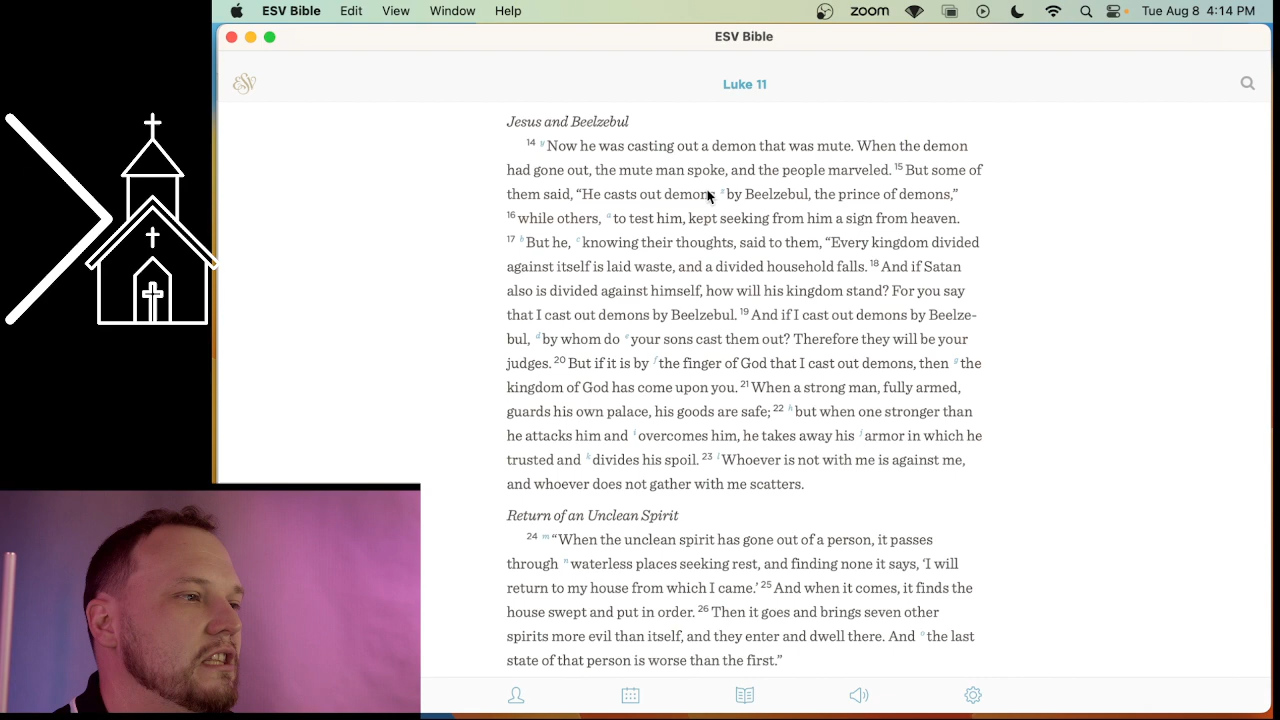 ESV Bible Edit View Window Help zoom Tue Aug 8 4:14 PM
ESV Bible
ESV Luke 11
Jesus and Beelzebul
14 y Now he was casting out a demon that was mute. When the demon
had gone out, the mute man spoke, and the people marveled. 15 But some of
them said, “He casts out demons z by Beelzebul, the prince of demons,”
16 while others, a to test him, kept seeking from him a sign from heaven.
17 b But he, c knowing their thoughts, said to them, “Every kingdom divided
against itself is laid waste, and a divided household falls. 18 And if Satan
also is divided against himself, how will his kingdom stand? For you say
that I cast out demons by Beelzebul. 19 And if I cast out demons by Beelze-
bul, d by whom do e your sons cast them out? Therefore they will be your
judges. 20 But if it is by f the finger of God that I cast out demons, then g the
kingdom of God has come upon you. 21 When a strong man, fully armed,
guards his own palace, his goods are safe; 22 h but when one stronger than
he attacks him and i overcomes him, he takes away his j armor in which he
trusted and k divides his spoil. 23 l Whoever is not with me is against me,
and whoever does not gather with me scatters.
Return of an Unclean Spirit
24 m “When the unclean spirit has gone out of a person, it passes
through n waterless places seeking rest, and finding none it says, ‘I will
return to my house from which I came.’ 25 And when it comes, it finds the
house swept and put in order. 26 Then it goes and brings seven other
spirits more evil than itself, and they enter and dwell there. And o the last
state of that person is worse than the first.”